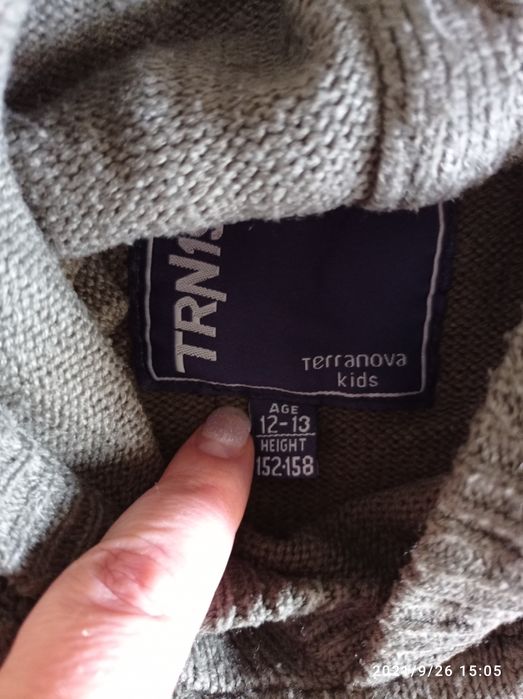 TRN1
Terranova
kids
AGE
12-13
HEIGHT
152-158
2021/9/26 15:05